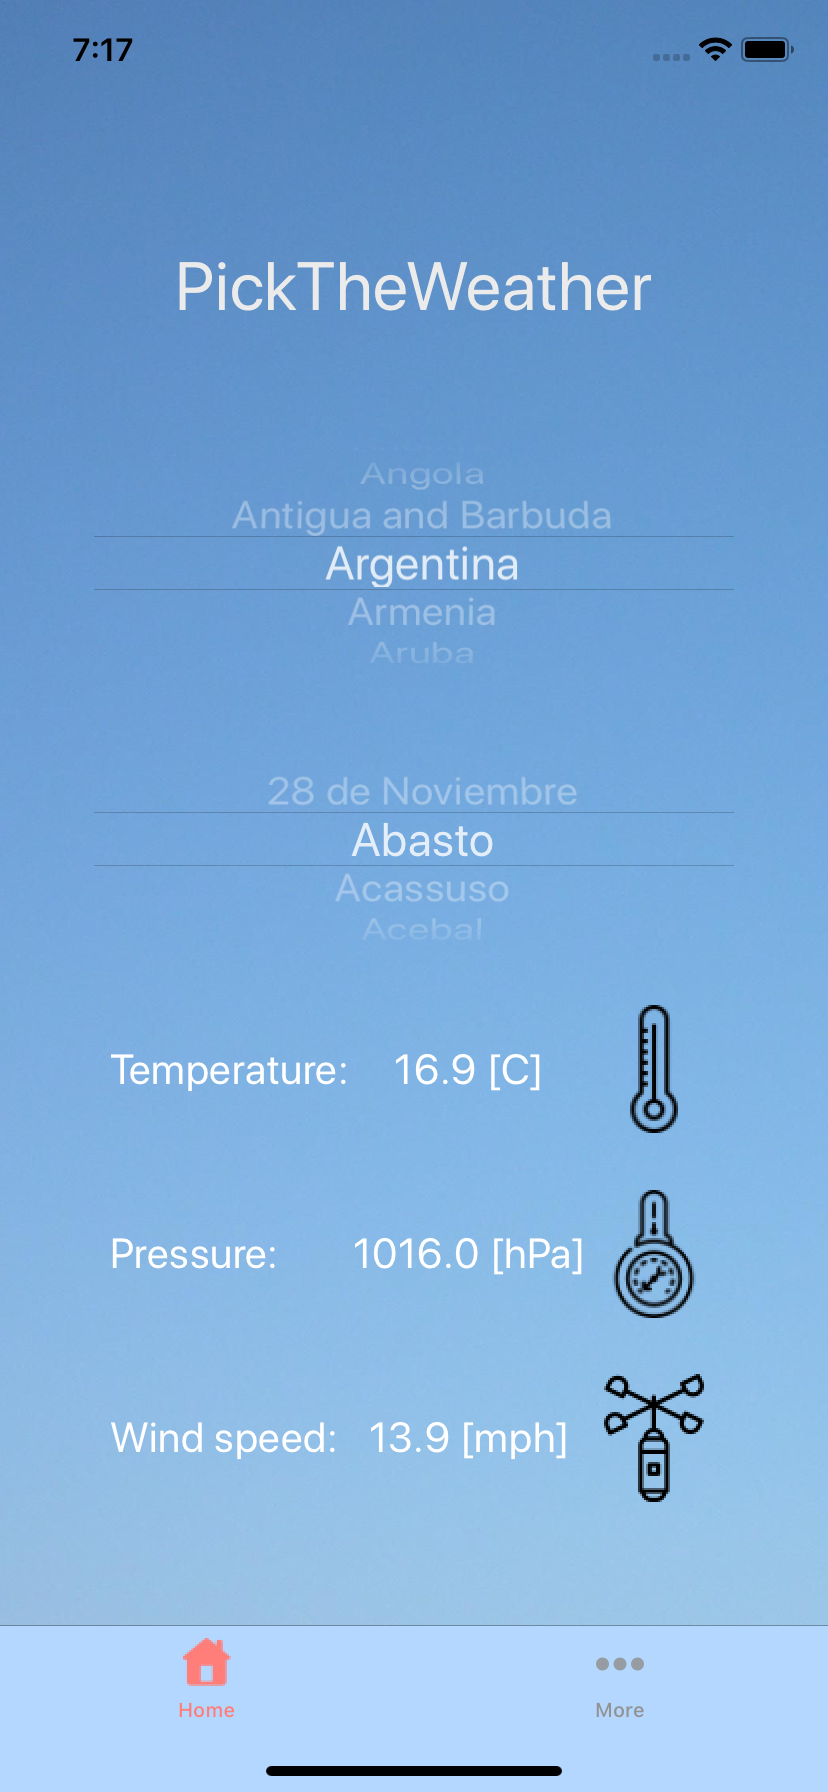 7:17
PickTheWeather
Angola
Antigua and Barbuda
Argentina
Armenia
Aruba
28 de Noviembre
Abasto
Acassuso
Acebal
Temperature: 16.9 [C]
Pressure: 1016.0 [hPa]
Wind speed: 13.9 [mph]
Home More